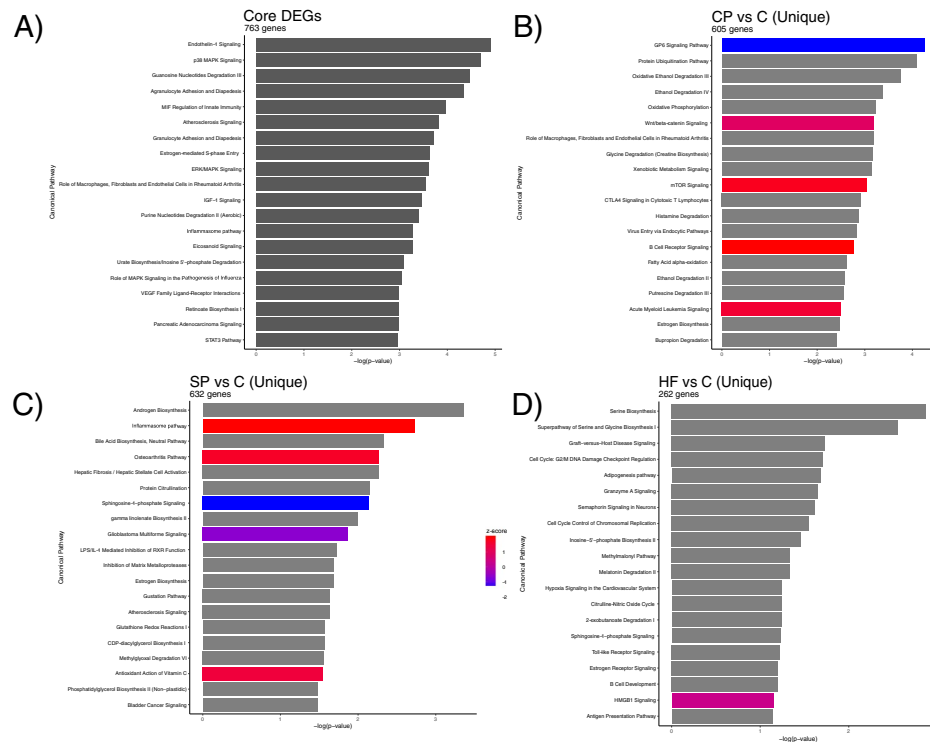 A)
Core DEGs
763 genes
Endothelin-1 Signaling
p38 MAPK Signaling
Guanosine Nucleotides Degradation III
Agranulocyte Adhesion and Diapedesis
MIF Regulation of Innate Immunity
Atherosclerosis Signaling
Granulocyte Adhesion and Diapedesis
Estrogen-mediated S-phase Entry
ERK/MAPK Signaling
Role of Macrophages, Fibroblasts and Endothelial Cells in Rheumatoid Arthritis
IGF-1 Signaling
Purine Nucleotides Degradation II (Aerobic)
Inflammasome pathway
Eicosanoid Signaling
Urate Biosynthesis/Inosine 5'-phosphate Degradation
Role of MAPK Signaling in the Pathogenesis of Influenza
VEGF Family Ligand-Receptor Interactions
Retinoate Biosynthesis I
Pancreatic Adenocarcinoma Signaling
STAT3 Pathway
Canonical Pathway
0 1 2 3 4 5
-log(p-value)
B)
CP vs C (Unique)
605 genes
GP6 Signaling Pathway
Protein Ubiquitination Pathway
Oxidative Ethanol Degradation III
Ethanol Degradation IV
Oxidative Phosphorylation
Wnt/beta-catenin Signaling
Role of Macrophages, Fibroblasts and Endothelial Cells in Rheumatoid Arthritis
Glycine Degradation (Creatine Biosynthesis)
Xenobiotic Metabolism Signaling
mTOR Signaling
CTLA4 Signaling in Cytotoxic T Lymphocytes
Histamine Degradation
Virus Entry via Endocytic Pathways
B Cell Receptor Signaling
Fatty Acid alpha-oxidation
Ethanol Degradation II
Putrescine Degradation III
Acute Myeloid Leukemia Signaling
Estrogen Biosynthesis
Bupropion Degradation
Canonical Pathway
0 1 2 3 4
-log(p-value)
C)
SP vs C (Unique)
632 genes
Androgen Biosynthesis
Inflammasome pathway
Bile Acid Biosynthesis, Neutral Pathway
Osteoarthritis Pathway
Hepatic Fibrosis / Hepatic Stellate Cell Activation
Protein Citrullination
Sphingosine-1-phosphate Signaling
gamma linolenate Biosynthesis II
Glioblastoma Multiforme Signaling
LPS/IL-1 Mediated Inhibition of RXR Function
Inhibition of Matrix Metalloproteases
Estrogen Biosynthesis
Gustation Pathway
Atherosclerosis Signaling
Glutathione Redox Reactions I
CDP-diacylglycerol Biosynthesis I
Methylglyoxal Degradation VI
Antioxidant Action of Vitamin C
Phosphatidylglycerol Biosynthesis II (Non-plastidic)
Bladder Cancer Signaling
Canonical Pathway
0 1 2 3
-log(p-value)
z-score
1
0
-1
-2
D)
HF vs C (Unique)
262 genes
Serine Biosynthesis
Superpathway of Serine and Glycine Biosynthesis I
Graft-versus-Host Disease Signaling
Cell Cycle: G2/M DNA Damage Checkpoint Regulation
Adipogenesis pathway
Granzyme A Signaling
Semaphorin Signaling in Neurons
Cell Cycle Control of Chromosomal Replication
Inosine-5'-phosphate Biosynthesis II
Methylmalonyl Pathway
Melatonin Degradation II
Hypoxia Signaling in the Cardiovascular System
Citrulline-Nitric Oxide Cycle
2-oxobutanoate Degradation I
Sphingosine-1-phosphate Signaling
Toll-like Receptor Signaling
Estrogen Receptor Signaling
B Cell Development
HMGB1 Signaling
Antigen Presentation Pathway
Canonical Pathway
0 1 2
-log(p-value)